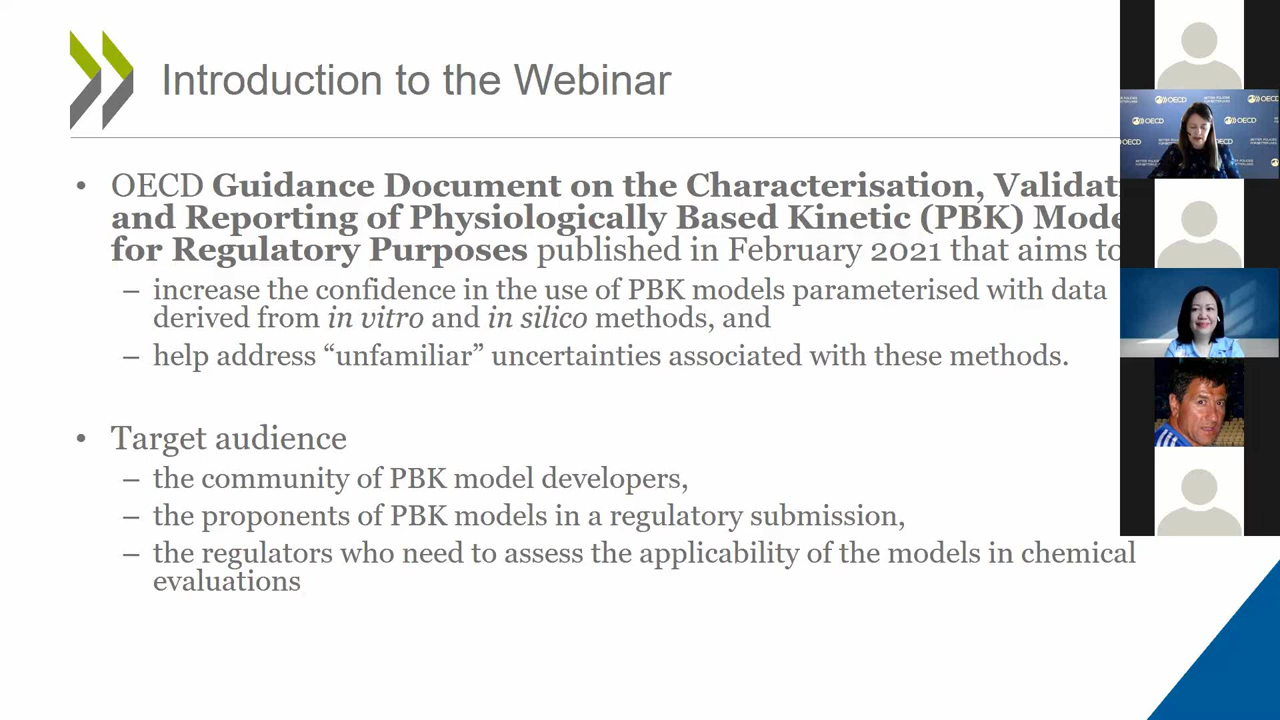 Introduction to the Webinar
• OECD Guidance Document on the Characterisation, Validat
and Reporting of Physiologically Based Kinetic (PBK) Mode
for Regulatory Purposes published in February 2021 that aims to
– increase the confidence in the use of PBK models parameterised with data
derived from in vitro and in silico methods, and
– help address “unfamiliar” uncertainties associated with these methods.
• Target audience
– the community of PBK model developers,
– the proponents of PBK models in a regulatory submission,
– the regulators who need to assess the applicability of the models in chemical
evaluations
OECD
OECD
OECD
OECD